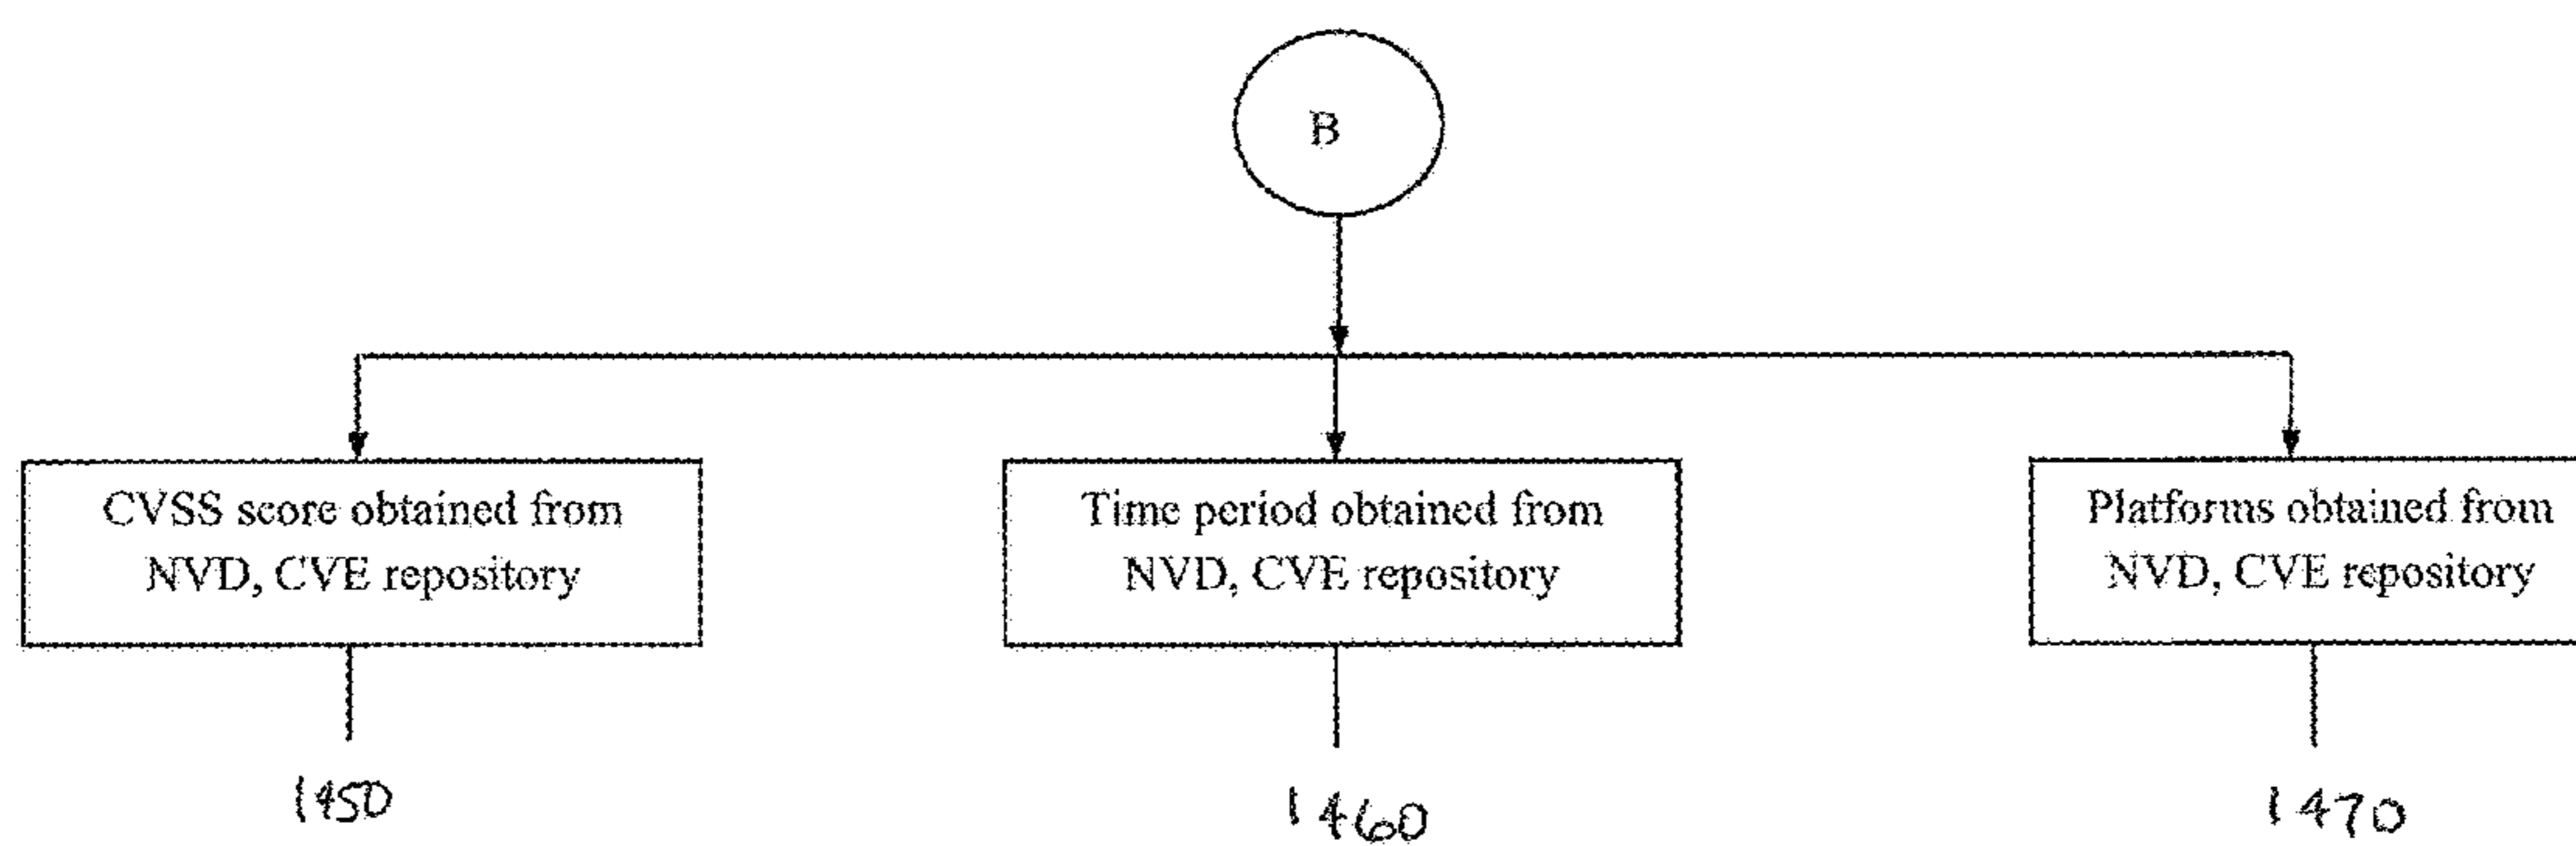 B
CVSS score obtained from
NVD, CVE repository
Time period obtained from
NVD, CVE repository
Platforms obtained from
NVD, CVE repository
1450
1460
1470